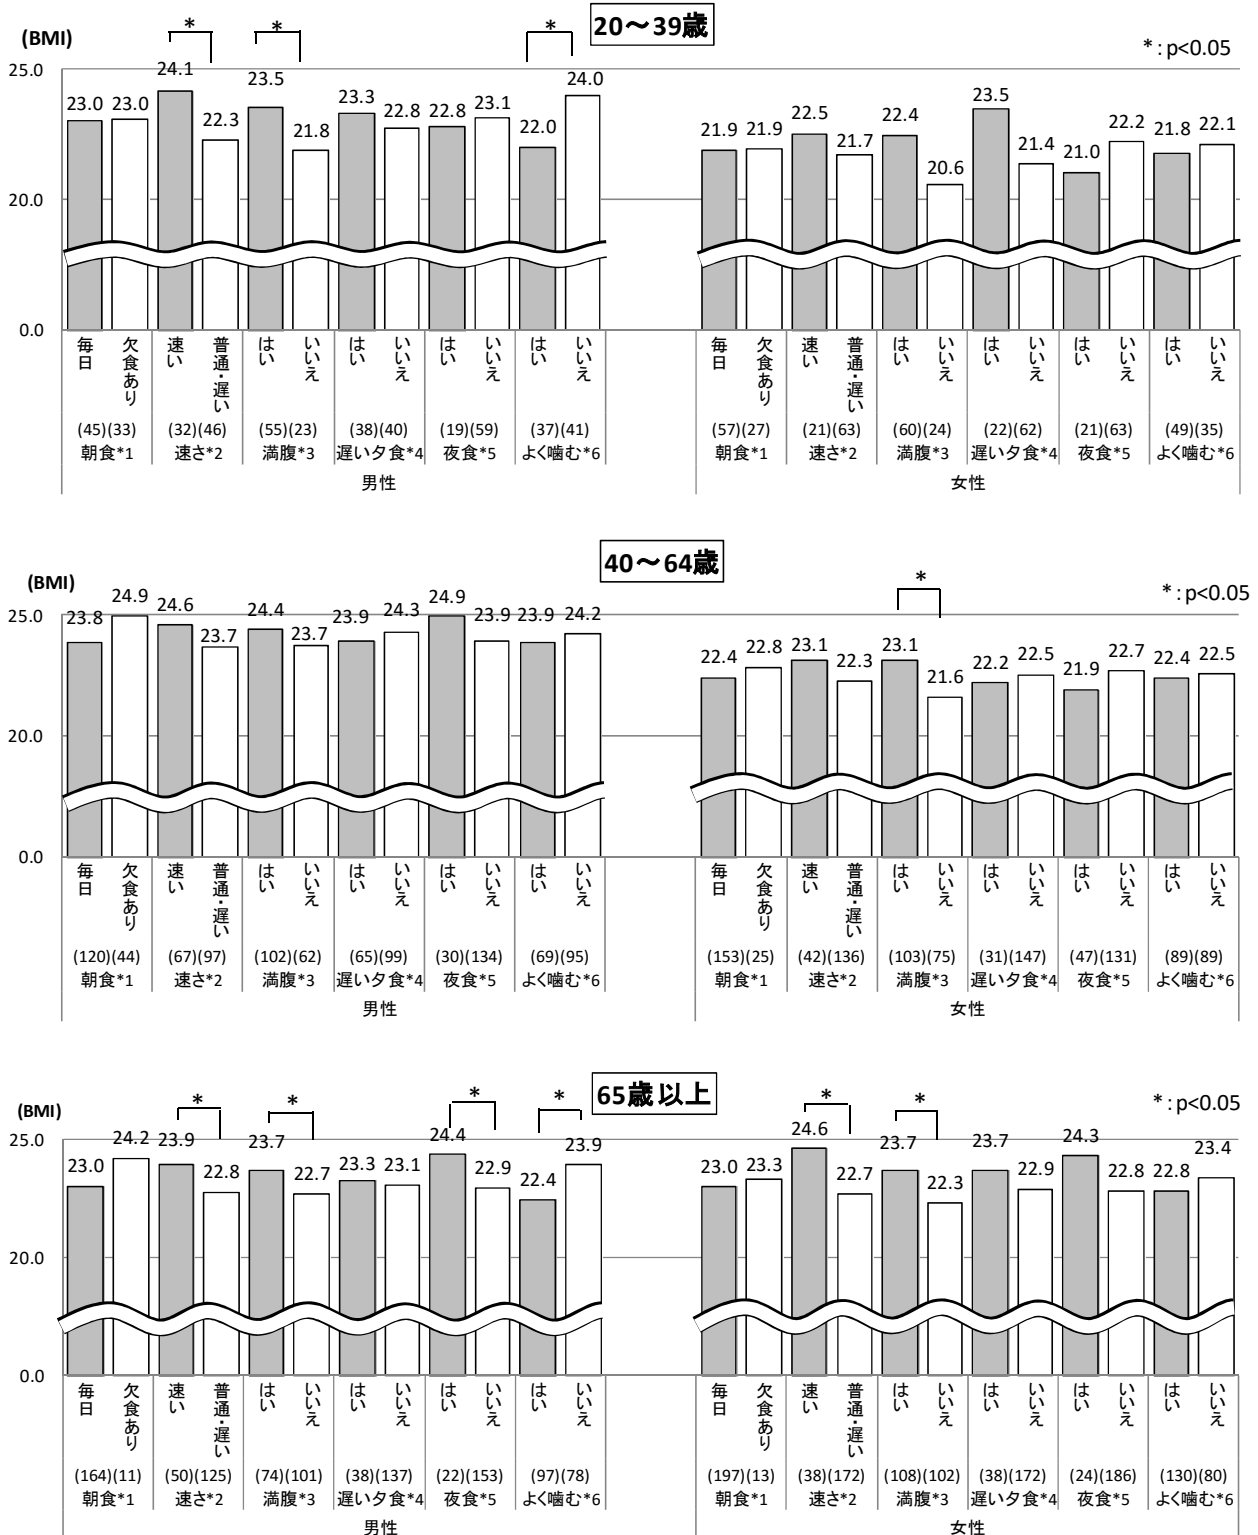 20～39歳
(BMI)
*：p<0.05
* * *
25.0
20.0
0.0
23.0 23.0 24.1 22.3 23.5 21.8 23.3 22.8 22.8 23.1 22.0 24.0
21.9 21.9 22.5 21.7 22.4 20.6 23.5 21.4 21.0 22.2 21.8 22.1
毎日 欠食あり 速い 普通・遅い はい いいえ はい いいえ はい いいえ はい いいえ
毎日 欠食あり 速い 普通・遅い はい いいえ はい いいえ はい いいえ はい いいえ
(45)(33) (32)(46) (55)(23) (38)(40) (19)(59) (37)(41)
(57)(27) (21)(63) (60)(24) (22)(62) (21)(63) (49)(35)
朝食*1 速さ*2 満腹*3 遅い夕食*4 夜食*5 よく噛む*6
朝食*1 速さ*2 満腹*3 遅い夕食*4 夜食*5 よく噛む*6
男性 女性
40～64歳
(BMI)
*：p<0.05
*
25.0
20.0
0.0
23.8 24.9 24.6 23.7 24.4 23.7 23.9 24.3 24.9 23.9 23.9 24.2
22.4 22.8 23.1 22.3 23.1 21.6 22.2 22.5 21.9 22.7 22.4 22.5
毎日 欠食あり 速い 普通・遅い はい いいえ はい いいえ はい いいえ はい いいえ
毎日 欠食あり 速い 普通・遅い はい いいえ はい いいえ はい いいえ はい いいえ
(120)(44) (67)(97) (102)(62) (65)(99) (30)(134) (69)(95)
(153)(25) (42)(136) (103)(75) (31)(147) (47)(131) (89)(89)
朝食*1 速さ*2 満腹*3 遅い夕食*4 夜食*5 よく噛む*6
朝食*1 速さ*2 満腹*3 遅い夕食*4 夜食*5 よく噛む*6
男性 女性
65歳以上
(BMI)
*：p<0.05
* * * * * *
25.0
20.0
0.0
23.0 24.2 23.9 22.8 23.7 22.7 23.3 23.1 24.4 22.9 22.4 23.9
23.0 23.3 24.6 22.7 23.7 22.3 23.7 22.9 24.3 22.8 22.8 23.4
毎日 欠食あり 速い 普通・遅い はい いいえ はい いいえ はい いいえ はい いいえ
毎日 欠食あり 速い 普通・遅い はい いいえ はい いいえ はい いいえ はい いいえ
(164)(11) (50)(125) (74)(101) (38)(137) (22)(153) (97)(78)
(197)(13) (38)(172) (108)(102) (38)(172) (24)(186) (130)(80)
朝食*1 速さ*2 満腹*3 遅い夕食*4 夜食*5 よく噛む*6
朝食*1 速さ*2 満腹*3 遅い夕食*4 夜食*5 よく噛む*6
男性 女性